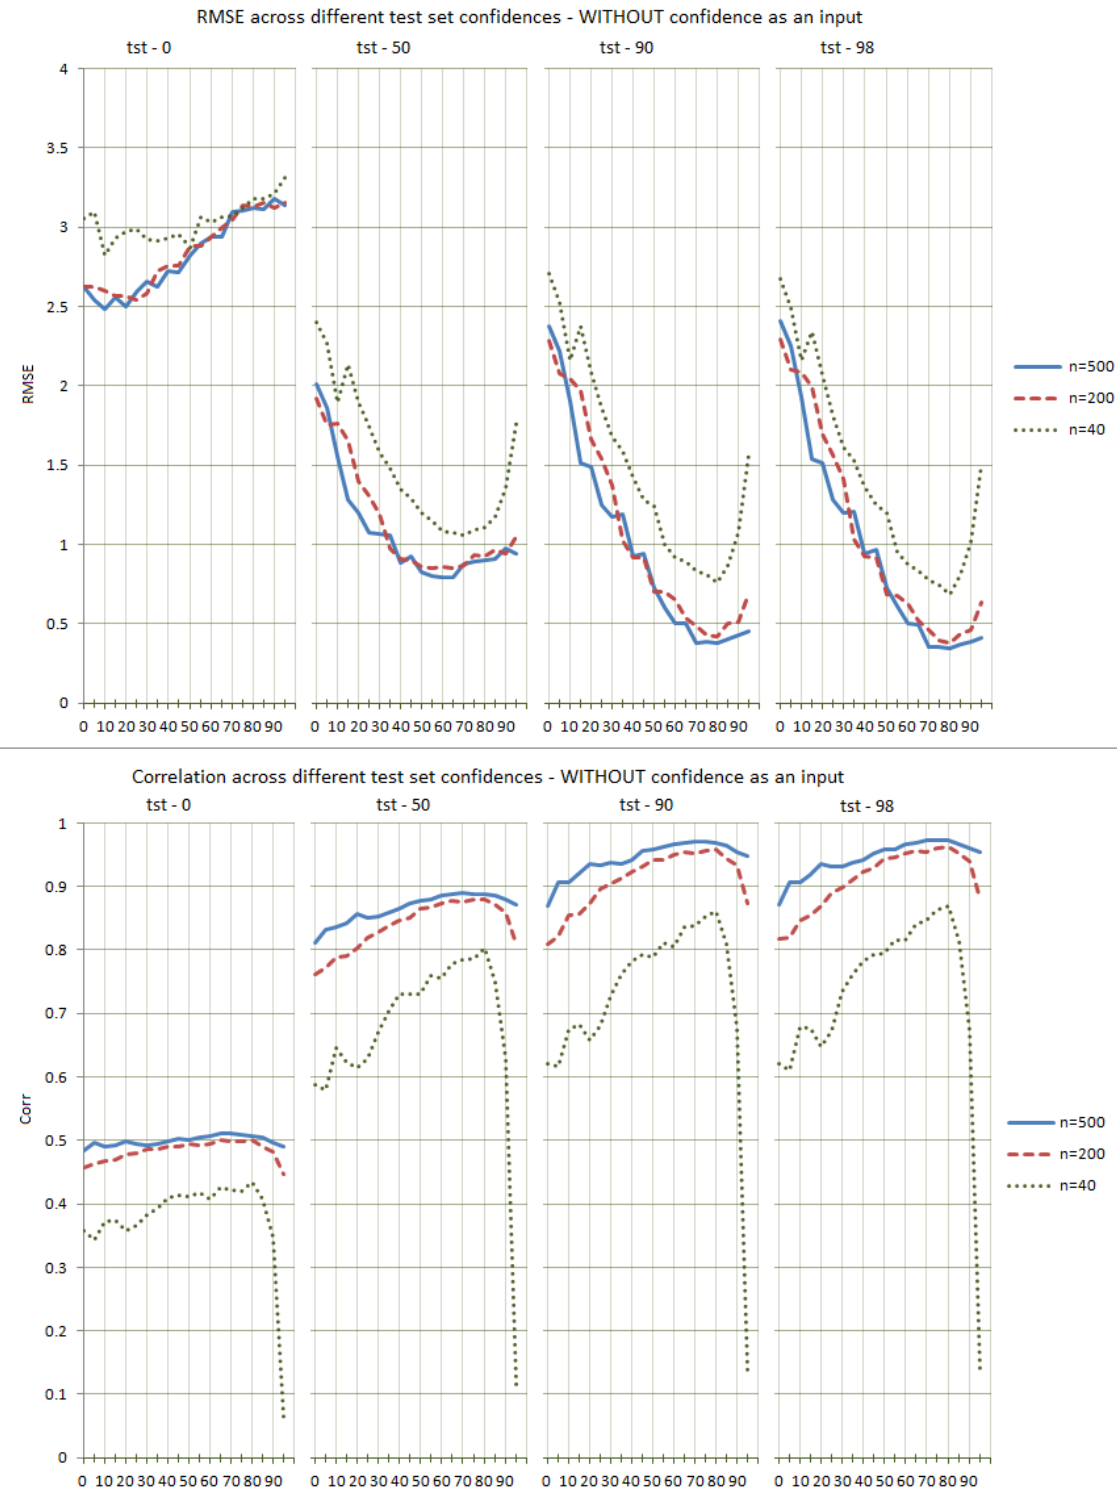 RMSE across different test set confidences - WITHOUT confidence as an input
tst - 0 tst - 50 tst - 90 tst - 98
4
3.5
3
2.5
2
1.5
1
0.5
0
RMSE
0 10 20 30 40 50 60 70 80 90 0 10 20 30 40 50 60 70 80 90 0 10 20 30 40 50 60 70 80 90 0 10 20 30 40 50 60 70 80 90
n=500
n=200
n=40
Correlation across different test set confidences - WITHOUT confidence as an input
tst - 0 tst - 50 tst - 90 tst - 98
1
0.9
0.8
0.7
0.6
0.5
0.4
0.3
0.2
0.1
0
Corr
0 10 20 30 40 50 60 70 80 90 0 10 20 30 40 50 60 70 80 90 0 10 20 30 40 50 60 70 80 90 0 10 20 30 40 50 60 70 80 90
n=500
n=200
n=40